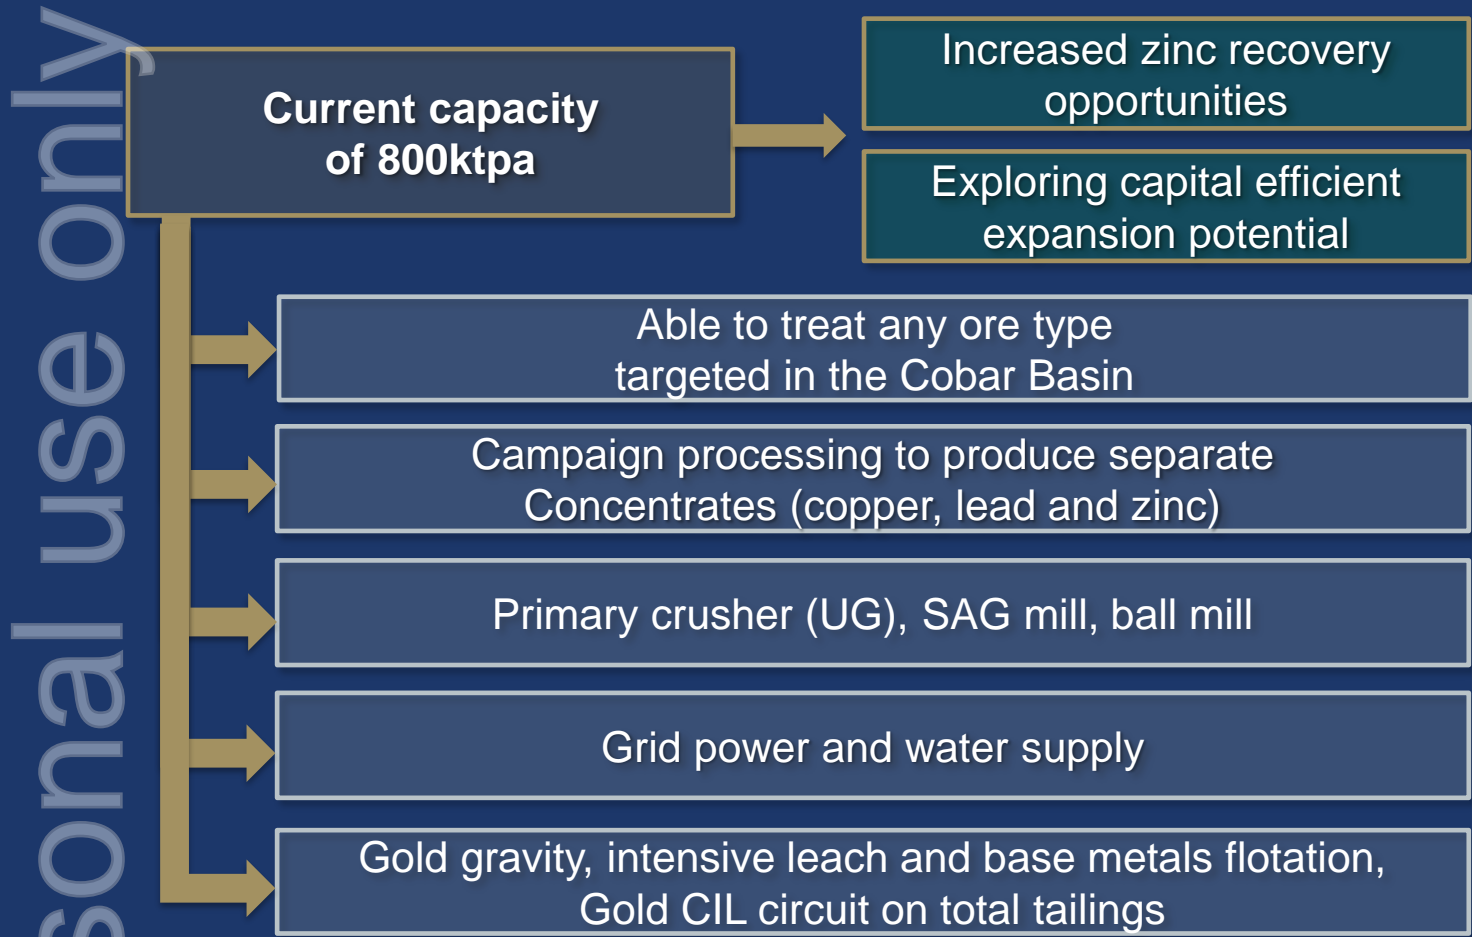 Current capacity
of 800ktpa
Increased zinc recovery
opportunities
Exploring capital efficient
expansion potential
Able to treat any ore type
targeted in the Cobar Basin
Campaign processing to produce separate
Concentrates (copper, lead and zinc)
Primary crusher (UG), SAG mill, ball mill
Grid power and water supply
Gold gravity, intensive leach and base metals flotation,
Gold CIL circuit on total tailings
sonal use only